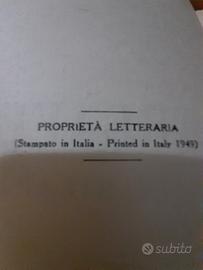 PROPRIETÀ LETTERARIA
(Stampato in Italia - Printed in Italy 1949)
subito